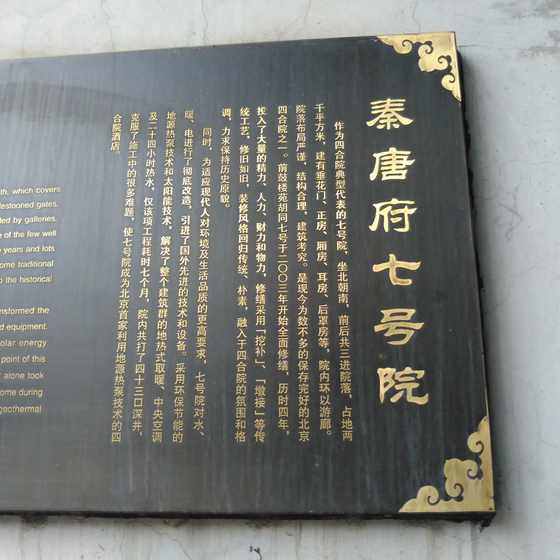 秦唐府七号院
作为四合院典型代表的七号院，坐北朝南，前后共三进院落，占地两
千平方米，建有垂花门、正房、厢房、耳房、后罩房等，院内环以游廊。
院落布局严谨，结构合理，建筑考究。是现今为数不多的保存完好的北京
四合院之一。前鼓楼苑胡同七号于二〇〇三年开始全面修缮，历时四年，
投入了大量的精力、人力、财力和物力，修缮采用“挖补”、“墩接”等传
统工艺，修旧如旧，装修风格回归传统、朴素，融入于四合院的氛围和格
调，力求保持历史原貌。
同时，为适应现代人对环境及生活品质的更高要求，七号院对水、
暖、电进行了彻底改造，引进了国外先进的技术和设备。采用环保节能的
地源热泵技术和太阳能技术，解决了整个建筑群的地热式取暖、中央空调
及二十四小时热水，仅该项工程耗时七个月，院内共打了四十三口深井，
克服了施工中的很多难题，使七号院成为北京首家利用地源热泵技术的四
合院酒店。
th, which covers
festooned gates.
ted by galleries.
e of the few well
years and lots
ome traditional
to the historical
nsformed the
d equipment.
olar energy
point of this
alone took
ome during
geothermal